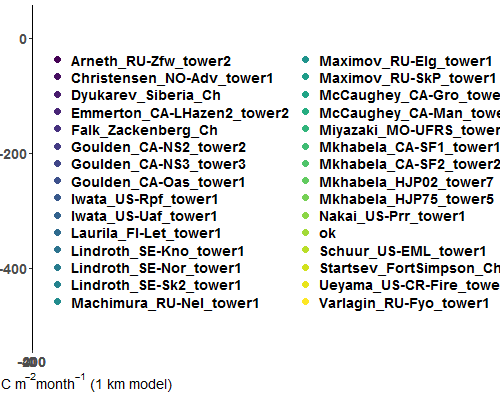 0
-200
-400
Arneth_RU-Zfw_tower2
Christensen_NO-Adv_tower1
Dyukarev_Siberia_Ch
Emmerton_CA-LHazen2_tower2
Falk_Zackenberg_Ch
Goulden_CA-NS2_tower2
Goulden_CA-NS3_tower3
Goulden_CA-Oas_tower1
Iwata_US-Rpf_tower1
Iwata_US-Uaf_tower1
Laurila_FI-Let_tower1
Lindroth_SE-Kno_tower1
Lindroth_SE-Nor_tower1
Lindroth_SE-Sk2_tower1
Machimura_RU-Nel_tower1
Maximov_RU-Elg_tower1
Maximov_RU-SkP_tower1
McCaughey_CA-Gro_towe
McCaughey_CA-Man_towe
Miyazaki_MO-UFRS_tower
Mkhabela_CA-SF1_tower1
Mkhabela_CA-SF2_tower2
Mkhabela_HJP02_tower7
Mkhabela_HJP75_tower5
Nakai_US-Prr_tower1
ok
Schuur_US-EML_tower1
Startsev_FortSimpson_Ch
Ueyama_US-CR-Fire_towe
Varlagin_RU-Fyo_tower1
C m⁻²month⁻¹ (1 km model)